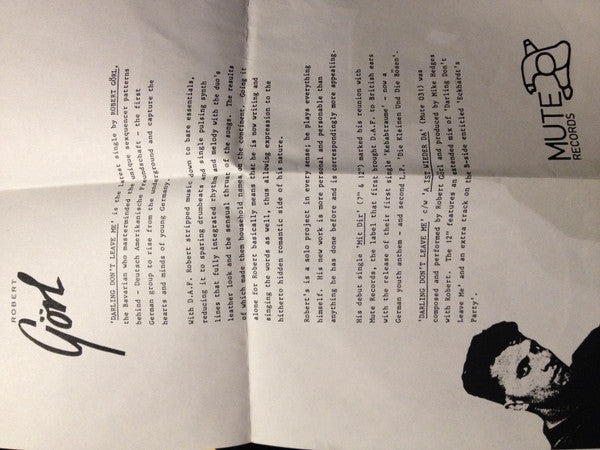 ROBERT
Görl
'DARLING DON'T LEAVE ME' is the latest single by ROBERT GÖRL,
the Bavarian who masterminded the unique sexquencer patterns
behind - Deutsch Amerikanische Freundschaft - the first
German group to rise from the underground and capture the
hearts and minds of young Germany.
With D.A.F. Robert stripped music down to bare essentials,
reducing it to sparing drumbeats and single pulsing synth
lines that fully integrated rhythm and melody with the duo's
leather look and the sensual thrust of the songs. The results
of which made them household names on the continent. Going it
alone for Robert basically means that he is now writing and
singing the words as well, thus allowing expression to the
hitherto hidden romantic side of his nature.
Robert's is a solo project in every sense; he plays everything
himself. His new work is more personal and personable than
anything he has done before and is correspondingly more appealing.
His debut single 'Mit Dir' (7" & 12") marked his reunion with
Mute Records, the label that first brought D.A.F. to British ears
with the release of their first single 'Kebabtraume' - now a
German youth anthem - and second L.P. 'Die Kleinen Und Die Bosen'.
'DARLING DON'T LEAVE ME' c/w 'A IST WIEDER DA' (Mute 031) was
composed and performed by Robert Görl and produced by Mike Hedges
with Robert. The 12" features an extended mix of 'Darling Don't
Leave Me' and an extra track on the B-side entitled 'Eckhardt's
Party'.
MUTE
RECORDS